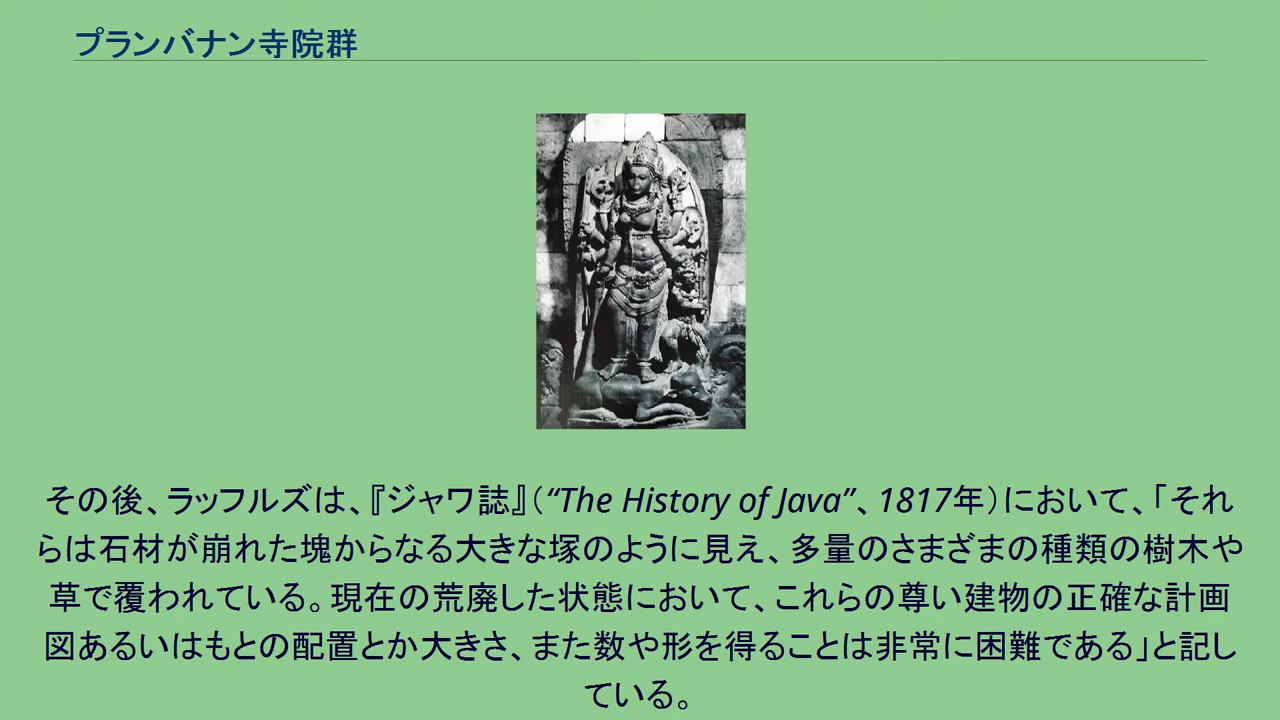 プランバナン寺院群
その後、ラッフルズは、『ジャワ誌』（“The History of Java”、1817年）において、「それ
らは石材が崩れた塊からなる大きな塚のように見え、多量のさまざまの種類の樹木や
草で覆われている。現在の荒廃した状態において、これらの尊い建物の正確な計画
図あるいはもとの配置とか大きさ、また数や形を得ることは非常に困難である」と記し
ている。